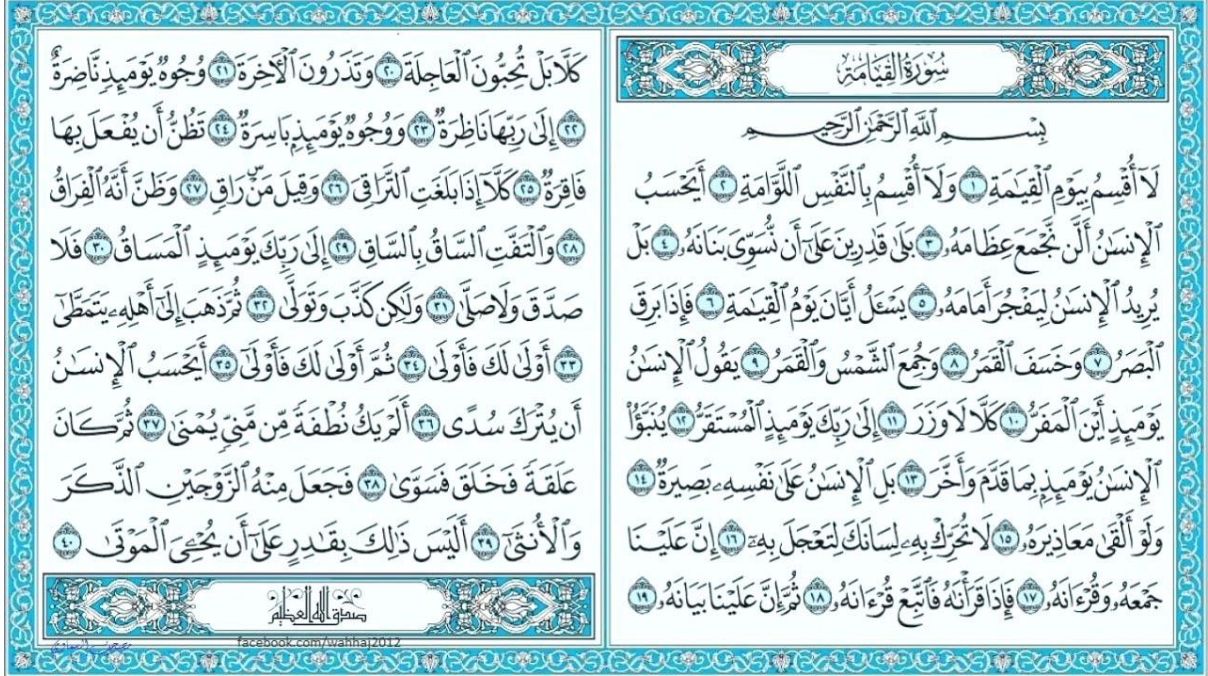 سُورَةُ القِيَامَةِ
بِسْمِ ٱللَّهِ ٱلرَّحْمَٰنِ ٱلرَّحِيمِ
لَآ أُقْسِمُ بِيَوْمِ ٱلْقِيَٰمَةِ ١ وَلَآ أُقْسِمُ بِٱلنَّفْسِ ٱللَّوَّامَةِ ٢ أَيَحْسَبُ
ٱلْإِنسَٰنُ أَلَّن نَّجْمَعَ عِظَامَهُۥ ٣ بَلَىٰ قَٰدِرِينَ عَلَىٰٓ أَن نُّسَوِّىَ بَنَانَهُۥ ٤ بَلْ
يُرِيدُ ٱلْإِنسَٰنُ لِيَفْجُرَ أَمَامَهُۥ ٥ يَسْـَٔلُ أَيَّانَ يَوْمُ ٱلْقِيَٰمَةِ ٦ فَإِذَا بَرِقَ
ٱلْبَصَرُ ٧ وَخَسَفَ ٱلْقَمَرُ ٨ وَجُمِعَ ٱلشَّمْسُ وَٱلْقَمَرُ ٩ يَقُولُ ٱلْإِنسَٰنُ
يَوْمَئِذٍ أَيْنَ ٱلْمَفَرُّ ١٠ كَلَّا لَا وَزَرَ ١١ إِلَىٰ رَبِّكَ يَوْمَئِذٍ ٱلْمُسْتَقَرُّ ١٢ يُنَبَّؤُا۟
ٱلْإِنسَٰنُ يَوْمَئِذٍۭ بِمَا قَدَّمَ وَأَخَّرَ ١٣ بَلِ ٱلْإِنسَٰنُ عَلَىٰ نَفْسِهِۦ بَصِيرَةٌ ١٤
وَلَوْ أَلْقَىٰ مَعَاذِيرَهُۥ ١٥ لَا تُحَرِّكْ بِهِۦ لِسَانَكَ لِتَعْجَلَ بِهِۦٓ ١٦ إِنَّ عَلَيْنَا
جَمْعَهُۥ وَقُرْءَانَهُۥ ١٧ فَإِذَا قَرَأْنَٰهُ فَٱتَّبِعْ قُرْءَانَهُۥ ١٨ ثُمَّ إِنَّ عَلَيْنَا بَيَانَهُۥ ١٩
كَلَّا بَلْ تُحِبُّونَ ٱلْعَاجِلَةَ ٢٠ وَتَذَرُونَ ٱلْءَاخِرَةَ ٢١ وُجُوهٌ يَوْمَئِذٍ نَّاضِرَةٌ
٢٢ إِلَىٰ رَبِّهَا نَاظِرَةٌ ٢٣ وَوُجُوهٌ يَوْمَئِذٍۭ بَاسِرَةٌ ٢٤ تَظُنُّ أَن يُفْعَلَ بِهَا
فَاقِرَةٌ ٢٥ كَلَّآ إِذَا بَلَغَتِ ٱلتَّرَاقِىَ ٢٦ وَقِيلَ مَنْ رَاقٍ ٢٧ وَظَنَّ أَنَّهُ ٱلْفِرَاقُ
٢٨ وَٱلْتَفَّتِ ٱلسَّاقُ بِٱلسَّاقِ ٢٩ إِلَىٰ رَبِّكَ يَوْمَئِذٍ ٱلْمَسَاقُ ٣٠ فَلَا
صَدَّقَ وَلَا صَلَّىٰ ٣١ وَلَٰكِن كَذَّبَ وَتَوَلَّىٰ ٣٢ ثُمَّ ذَهَبَ إِلَىٰٓ أَهْلِهِۦ يَتَمَطَّىٰٓ
٣٣ أَوْلَىٰ لَكَ فَأَوْلَىٰ ٣٤ ثُمَّ أَوْلَىٰ لَكَ فَأَوْلَىٰٓ ٣٥ أَيَحْسَبُ ٱلْإِنسَٰنُ
أَن يُتْرَكَ سُدًى ٣٦ أَلَمْ يَكُ نُطْفَةً مِّن مَّنِىٍّ يُمْنَىٰ ٣٧ ثُمَّ كَانَ
عَلَقَةً فَخَلَقَ فَسَوَّىٰ ٣٨ فَجَعَلَ مِنْهُ ٱلزَّوْجَيْنِ ٱلذَّكَرَ
وَٱلْأُنثَىٰٓ ٣٩ أَلَيْسَ ذَٰلِكَ بِقَٰدِرٍ عَلَىٰٓ أَن يُحْـِۧىَ ٱلْمَوْتَىٰ ٤٠
صدق الله العظيم
facebook.com/wahhaj2012